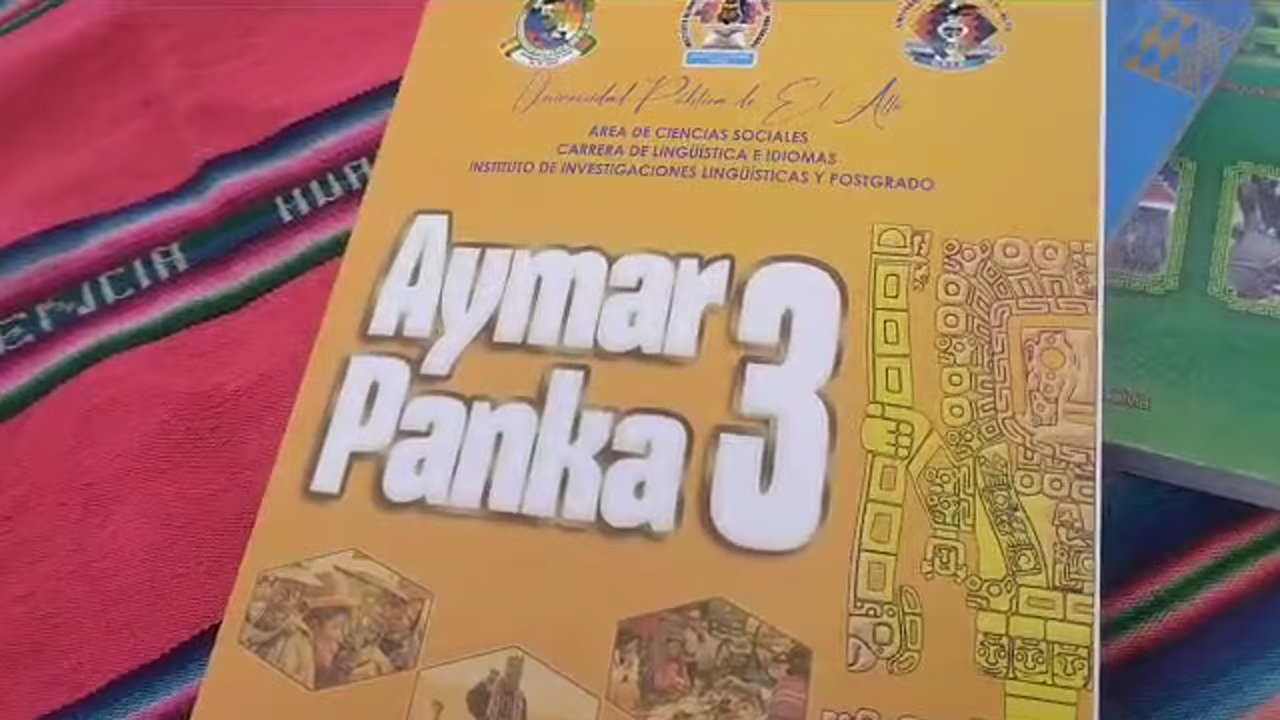 Universidad Pública de El Alto
AREA DE CIENCIAS SOCIALES
CARRERA DE LINGÜÍSTICA E IDIOMAS
INSTITUTO DE INVESTIGACIONES LINGÜÍSTICAS Y POSTGRADO
Aymar
Panka 3